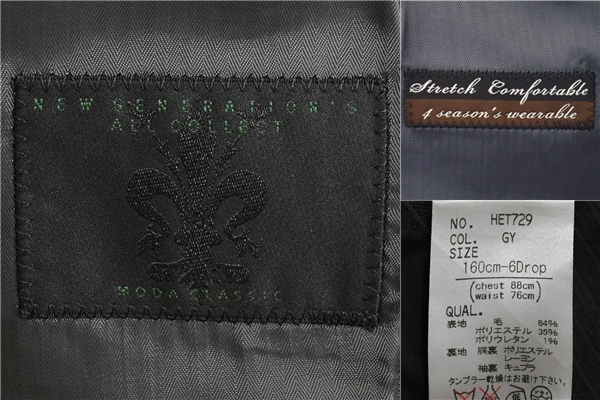 NEW GENERATION'S
ALL COLLECT
MODA CLASSIC
Stretch Comfortable
4 season's wearable
NO. HET729
COL. GY
SIZE
160cm-6Drop
(chest 88cm
waist 76cm)
QUAL.
表地 毛 64%
ポリエステル 35%
ポリウレタン 1%
裏地 胴裏 ポリエステル
レーヨン
袖裏 キュプラ
タンブラー乾燥はお避け下さい。